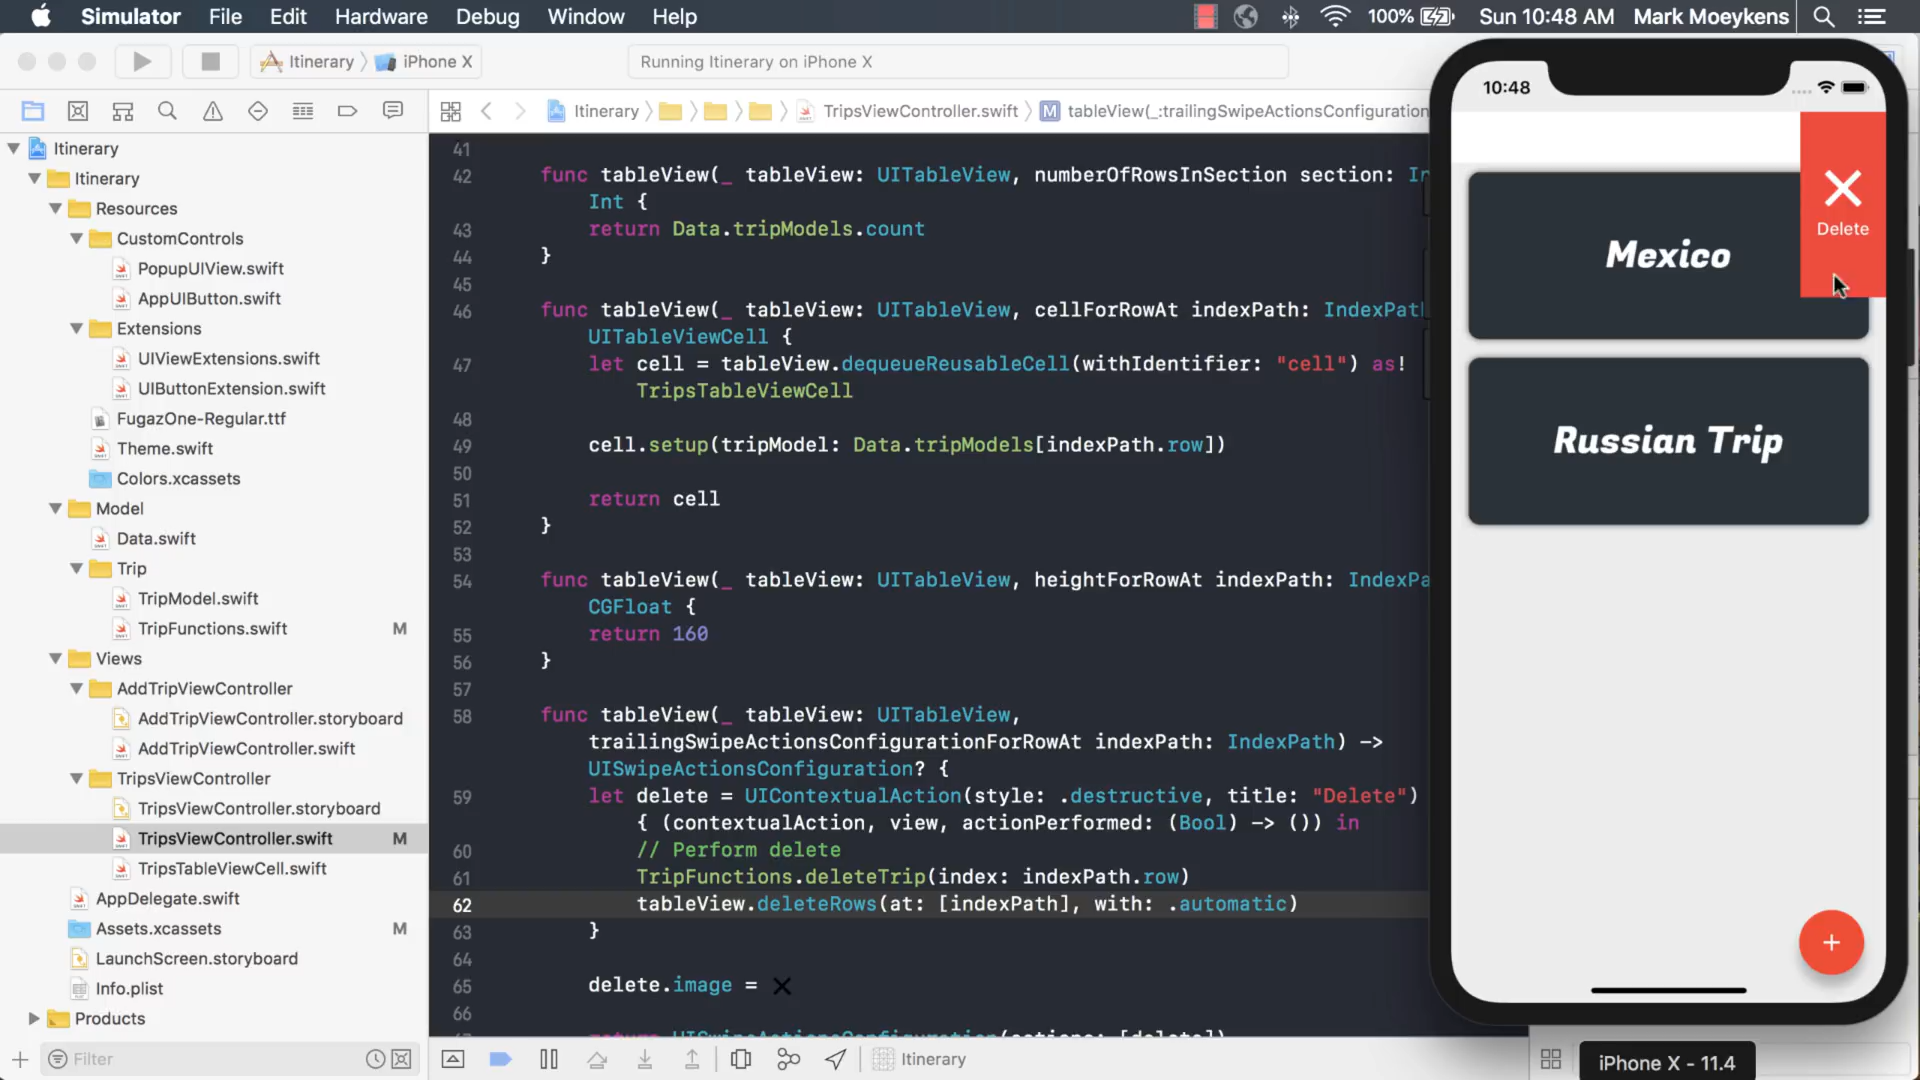 Simulator File Edit Hardware Debug Window Help 100% Sun 10:48 AM Mark Moeykens
Itinerary iPhone X Running Itinerary on iPhone X
Itinerary TripsViewController.swift M tableView(_:trailingSwipeActionsConfiguration
Itinerary
Itinerary
Resources
CustomControls
PopupUIView.swift
AppUIButton.swift
Extensions
UIViewExtensions.swift
UIButtonExtension.swift
FugazOne-Regular.ttf
Theme.swift
Colors.xcassets
Model
Data.swift
Trip
TripModel.swift
TripFunctions.swift M
Views
AddTripViewController
AddTripViewController.storyboard
AddTripViewController.swift
TripsViewController
TripsViewController.storyboard
TripsViewController.swift M
TripsTableViewCell.swift
AppDelegate.swift
Assets.xcassets M
LaunchScreen.storyboard
Info.plist
Products
Filter
41
42 func tableView(_ tableView: UITableView, numberOfRowsInSection section: In
Int {
43 return Data.tripModels.count
44 }
45
46 func tableView(_ tableView: UITableView, cellForRowAt indexPath: IndexPath
UITableViewCell {
47 let cell = tableView.dequeueReusableCell(withIdentifier: "cell") as!
TripsTableViewCell
48
49 cell.setup(tripModel: Data.tripModels[indexPath.row])
50
51 return cell
52 }
53
54 func tableView(_ tableView: UITableView, heightForRowAt indexPath: IndexPa
CGFloat {
55 return 160
56 }
57
58 func tableView(_ tableView: UITableView,
trailingSwipeActionsConfigurationForRowAt indexPath: IndexPath) ->
UISwipeActionsConfiguration? {
59 let delete = UIContextualAction(style: .destructive, title: "Delete")
{ (contextualAction, view, actionPerformed: (Bool) -> ()) in
60 // Perform delete
61 TripFunctions.deleteTrip(index: indexPath.row)
62 tableView.deleteRows(at: [indexPath], with: .automatic)
63 }
64
65 delete.image =
66
return UISwipeActionsConfiguration(actions: [delete])
Itinerary
10:48
Delete
Mexico
Russian Trip
+
iPhone X - 11.4